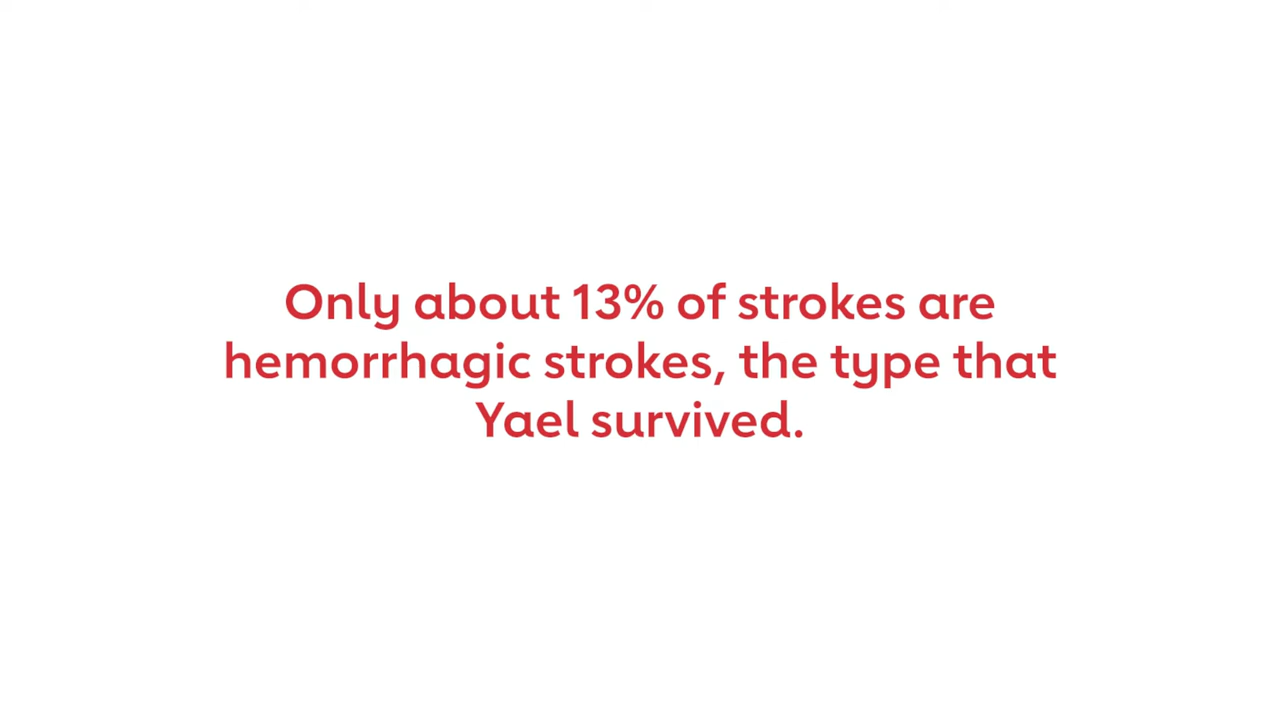 Only about 13% of strokes are
hemorrhagic strokes, the type that
Yael survived.